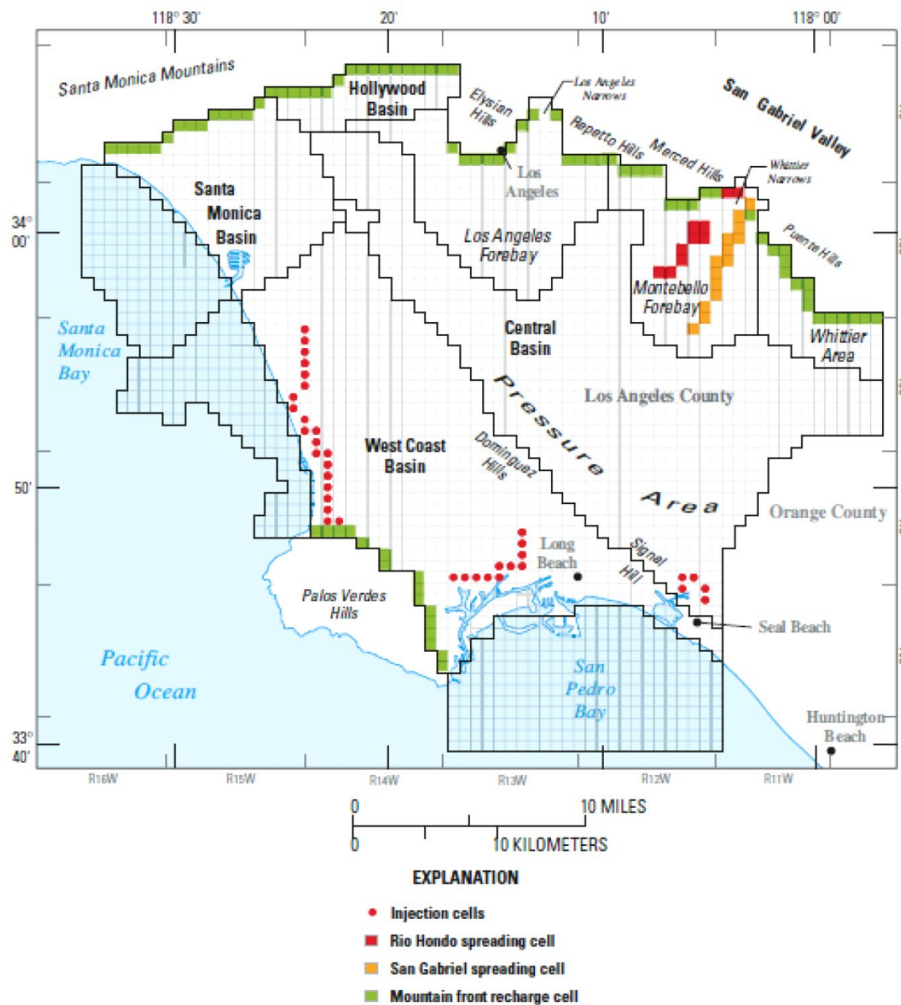 118° 30'
20'
10'
118° 00'
Santa Monica Mountains
Hollywood
Basin
Elysian
Hills
Los Angeles
Narrows
San Gabriel Valley
Repetto Hills
Merced Hills
Whittier
Narrows
Los
Angeles
Santa
Monica
Basin
34°
00'
Los Angeles
Forebay
Puente Hills
Montebello
Forebay
Santa
Monica
Bay
Central
Basin
Whittier
Area
Pressure
Area
Los Angeles County
West Coast
Basin
Dominguez
Hills
50'
Orange County
Long
Beach
Signal
Hill
Palos Verdes
Hills
Seal Beach
Pacific
Ocean
San
Pedro
Bay
Huntington
Beach
33°
40'
R16W
R15W
R14W
R13W
R12W
R11W
0
10 MILES
0
10 KILOMETERS
EXPLANATION
Injection cells
Rio Hondo spreading cell
San Gabriel spreading cell
Mountain front recharge cell